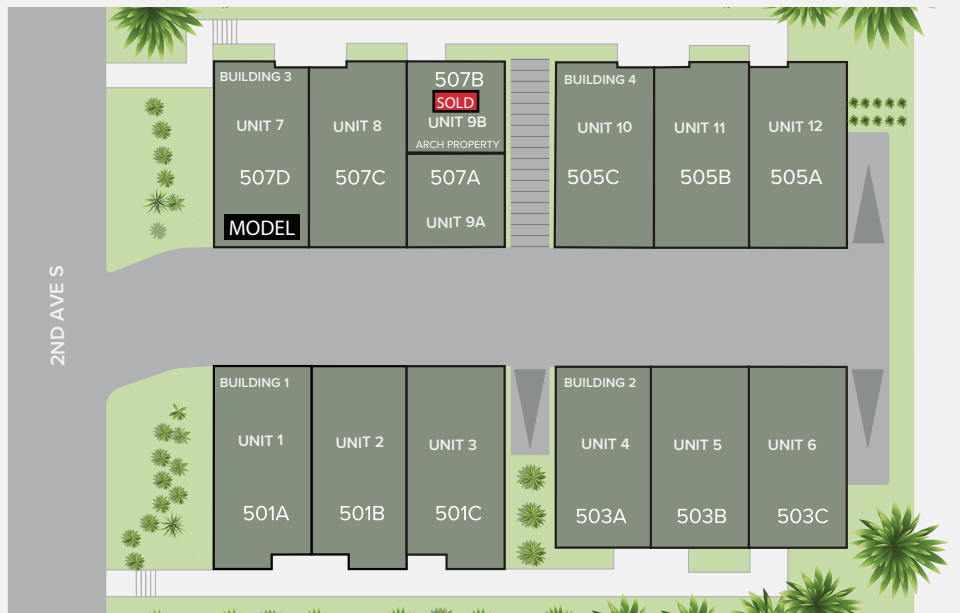 BUILDING 3
UNIT 7
507D
MODEL
UNIT 8
507C
507B
SOLD
UNIT 9B
ARCH PROPERTY
507A
UNIT 9A
BUILDING 4
UNIT 10
505C
UNIT 11
505B
UNIT 12
505A
2ND AVE S
BUILDING 1
UNIT 1
501A
UNIT 2
501B
UNIT 3
501C
BUILDING 2
UNIT 4
503A
UNIT 5
503B
UNIT 6
503C